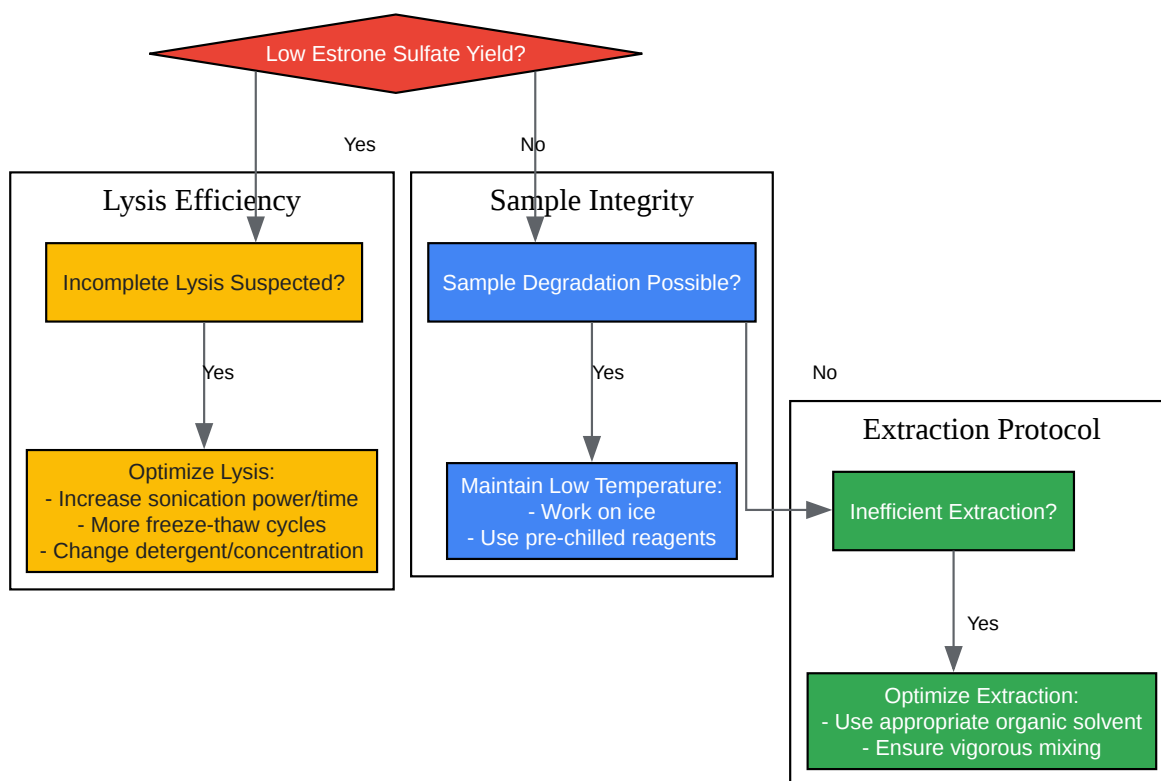 Low Estrone Sulfate Yield?
Yes
No
Lysis Efficiency
Incomplete Lysis Suspected?
Yes
Optimize Lysis:
- Increase sonication power/time
- More freeze-thaw cycles
- Change detergent/concentration
Sample Integrity
Sample Degradation Possible?
Yes
No
Maintain Low Temperature:
- Work on ice
- Use pre-chilled reagents
Extraction Protocol
Inefficient Extraction?
Yes
Optimize Extraction:
- Use appropriate organic solvent
- Ensure vigorous mixing